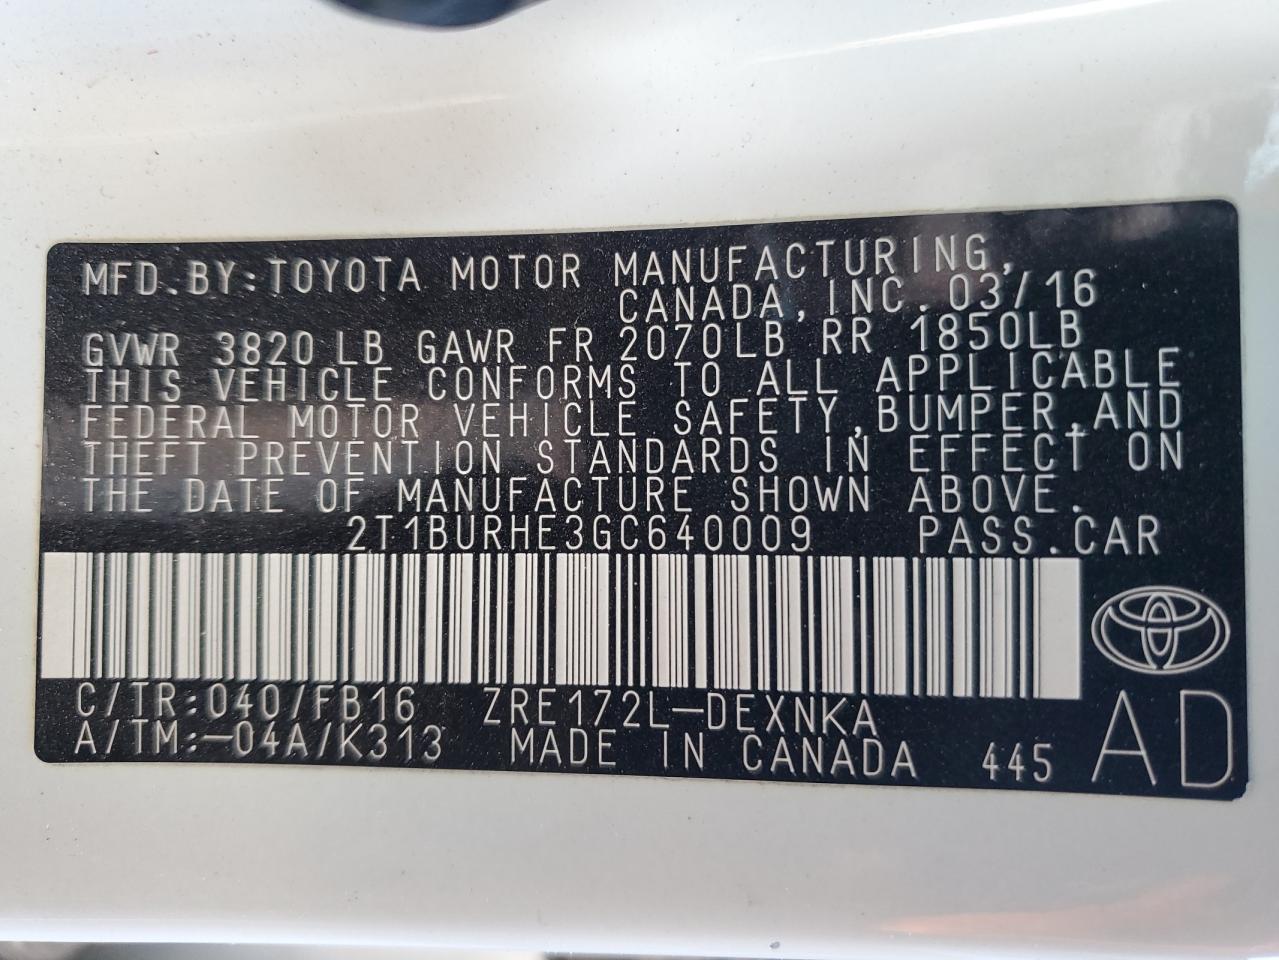 MFD.BY:TOYOTA MOTOR MANUFACTURING,
CANADA,INC.03/16
GVWR 3820LB GAWR FR 2070LB RR 1850LB
THIS VEHICLE CONFORMS TO ALL APPLICABLE
FEDERAL MOTOR VEHICLE SAFETY,BUMPER,AND
THEFT PREVENTION STANDARDS IN EFFECT ON
THE DATE OF MANUFACTURE SHOWN ABOVE.
2T1BURHE3GC640009 PASS.CAR
C/TR:040/FB16 ZRE172L-DEXNKA
A/TM:-04A/K313 MADE IN CANADA 445 AD